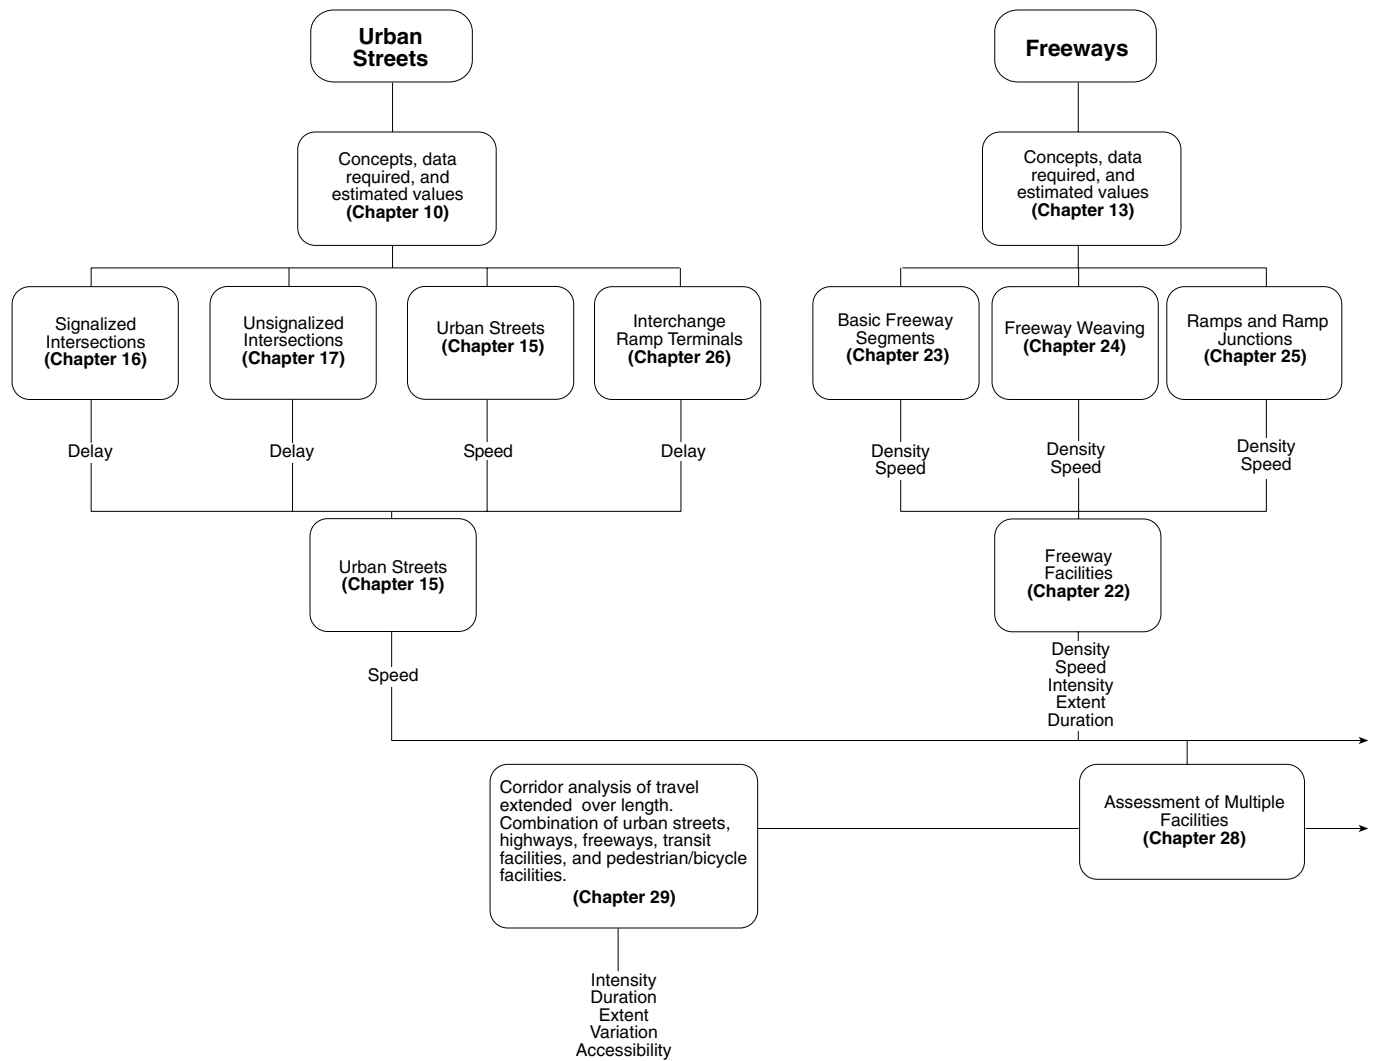 Urban
Streets
Freeways
Concepts, data
required, and
estimated values
(Chapter 10)
Concepts, data
required, and
estimated values
(Chapter 13)
Signalized
Intersections
(Chapter 16)
Unsignalized
Intersections
(Chapter 17)
Urban Streets
(Chapter 15)
Interchange
Ramp Terminals
(Chapter 26)
Basic Freeway
Segments
(Chapter 23)
Freeway Weaving
(Chapter 24)
Ramps and Ramp
Junctions
(Chapter 25)
Delay
Delay
Speed
Delay
Density
Speed
Density
Speed
Density
Speed
Urban Streets
(Chapter 15)
Freeway
Facilities
(Chapter 22)
Speed
Density
Speed
Intensity
Extent
Duration
Corridor analysis of travel
extended over length.
Combination of urban streets,
highways, freeways, transit
facilities, and pedestrian/bicycle
facilities.
(Chapter 29)
Assessment of Multiple
Facilities
(Chapter 28)
Intensity
Duration
Extent
Variation
Accessibility